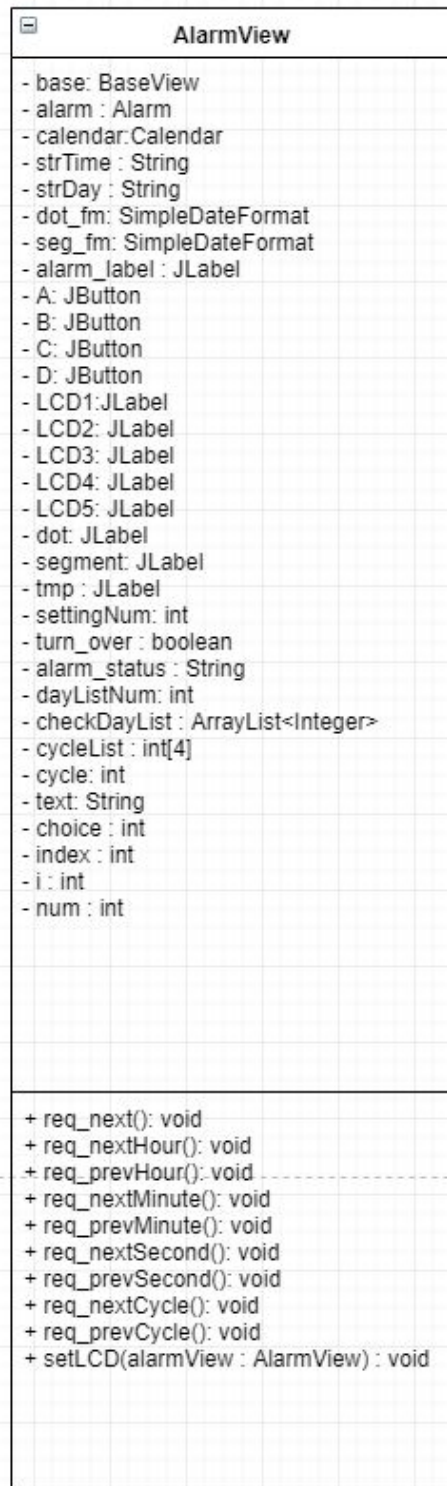 AlarmView
- base: BaseView
- alarm : Alarm
- calendar:Calendar
- strTime : String
- strDay : String
- dot_fm: SimpleDateFormat
- seg_fm: SimpleDateFormat
- alarm_label : JLabel
- A: JButton
- B: JButton
- C: JButton
- D: JButton
- LCD1:JLabel
- LCD2: JLabel
- LCD3: JLabel
- LCD4: JLabel
- LCD5: JLabel
- dot: JLabel
- segment: JLabel
- tmp : JLabel
- settingNum: int
- turn_over : boolean
- alarm_status : String
- dayListNum: int
- checkDayList : ArrayList<Integer>
- cycleList : int[4]
- cycle: int
- text: String
- choice : int
- index : int
- i : int
- num : int
+ req_next(): void
+ req_nextHour(): void
+ req_prevHour(): void
+ req_nextMinute(): void
+ req_prevMinute(): void
+ req_nextSecond(): void
+ req_prevSecond(): void
+ req_nextCycle(): void
+ req_prevCycle(): void
+ setLCD(alarmView : AlarmView) : void